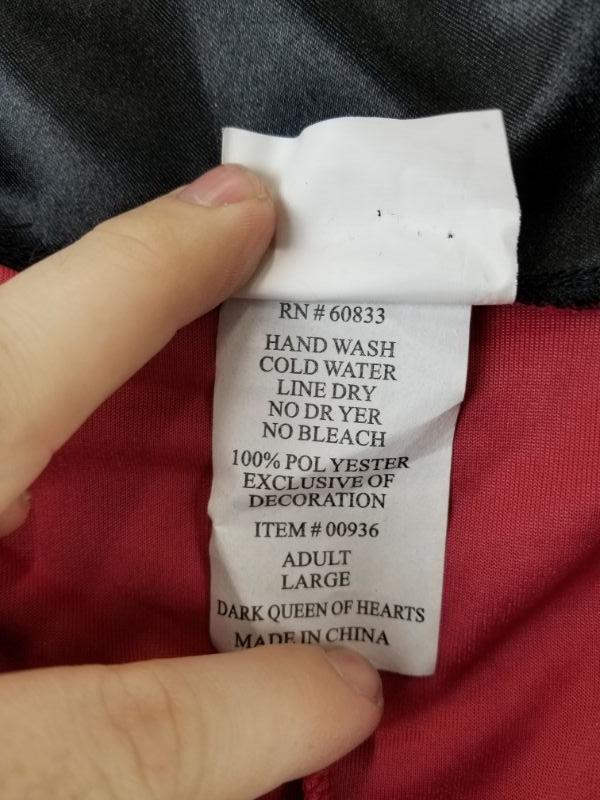 RN # 60833
HAND WASH
COLD WATER
LINE DRY
NO DR YER
NO BLEACH
100% POL YESTER
EXCLUSIVE OF
DECORATION
ITEM # 00936
ADULT
LARGE
DARK QUEEN OF HEARTS
MADE IN CHINA